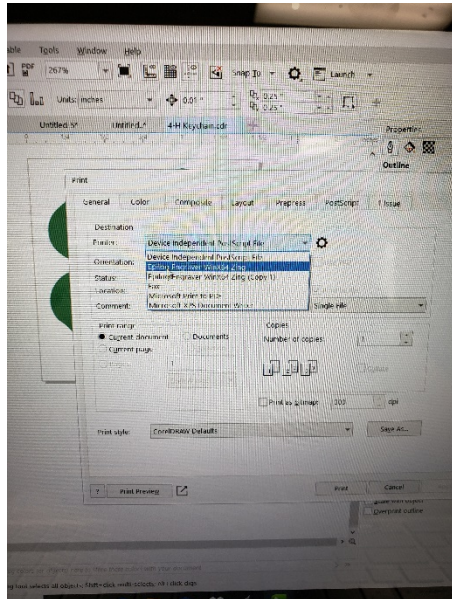 Tools Window Help
PDF 267% Snap To Launch
Units: inches 0.01 " 0.25 "
0.25 "
4-H Keychain.cdr
Properties
Outline
Print
General Color Composite Layout Prepress PostScript 1 Issue
Destination
Printer: Device Independent PostScript File
Orientation: Device Independent PostScript File
Epilog Engraver WinX64 Zing
Status: Epilog Engraver WinX64 Zing (Copy 1)
Location: Fax
Microsoft Print to PDF
Comment: Microsoft XPS Document Writer Single File
Print range Copies
Current document Documents Number of copies: 1
Current page
Print as bitmap: 300 dpi
Print style: CorelDRAW Defaults Save As...
? Print Preview Print Cancel
Overprint outline